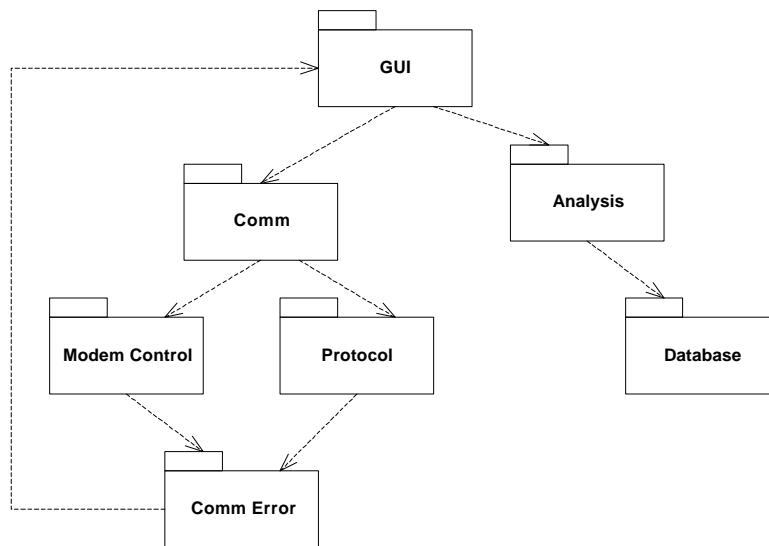 GUI
Comm
Analysis
Modem Control
Protocol
Database
Comm Error